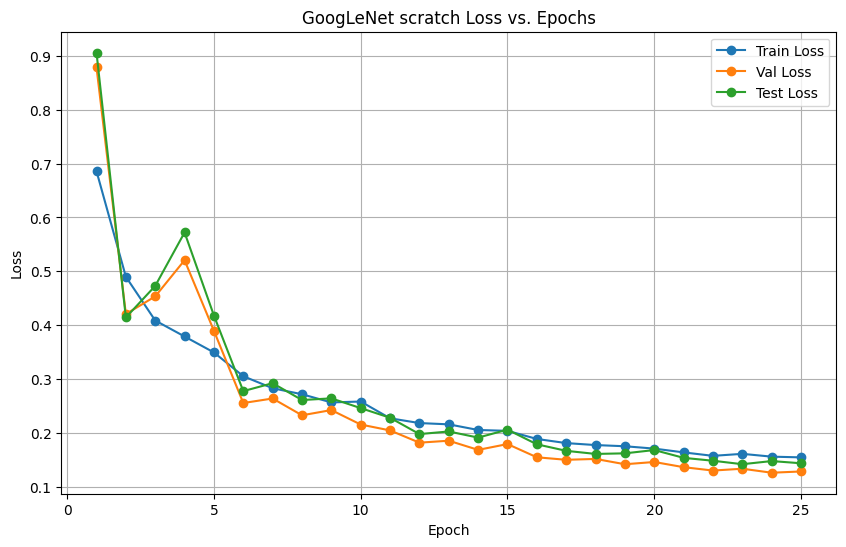 GoogLeNet scratch Loss vs. Epochs
Train Loss
Val Loss
Test Loss
Loss
0.9
0.8
0.7
0.6
0.5
0.4
0.3
0.2
0.1
0
5
10
15
20
25
Epoch